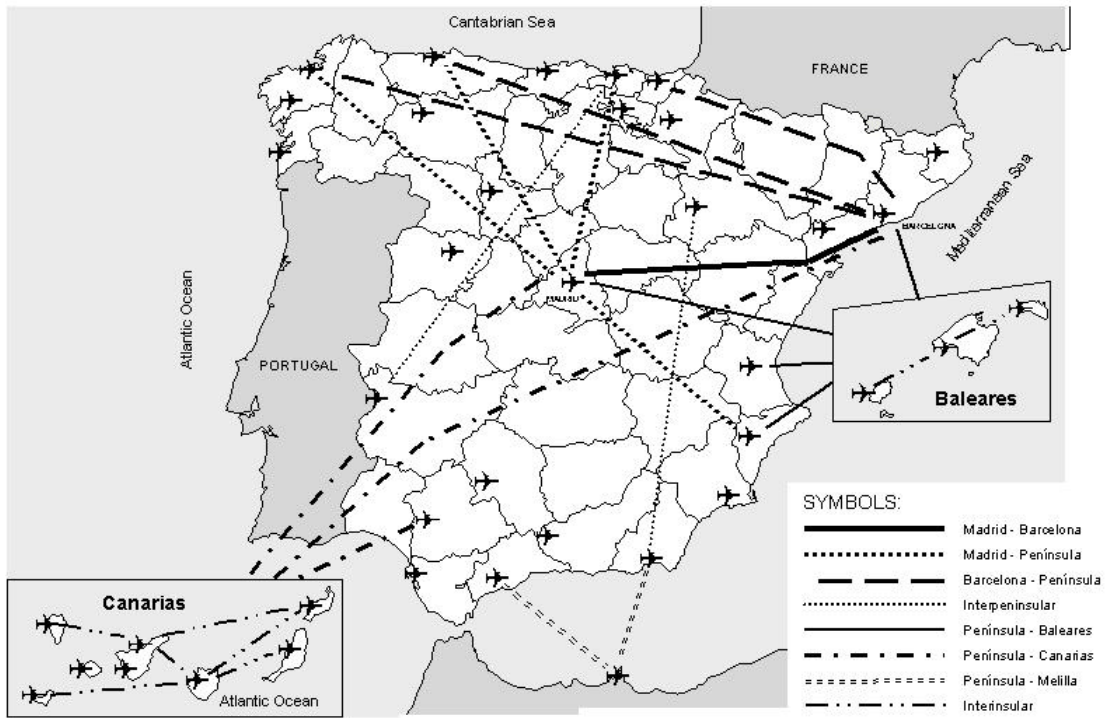 Cantabrian Sea
FRANCE
Mediterranean Sea
BARCELONA
MADRID
Atlantic Ocean
PORTUGAL
Baleares
SYMBOLS:
Madrid - Barcelona
Madrid - Península
Barcelona - Península
Interpeninsular
Península - Baleares
Península - Canarias
Península - Melilla
Interinsular
Canarias
Atlantic Ocean